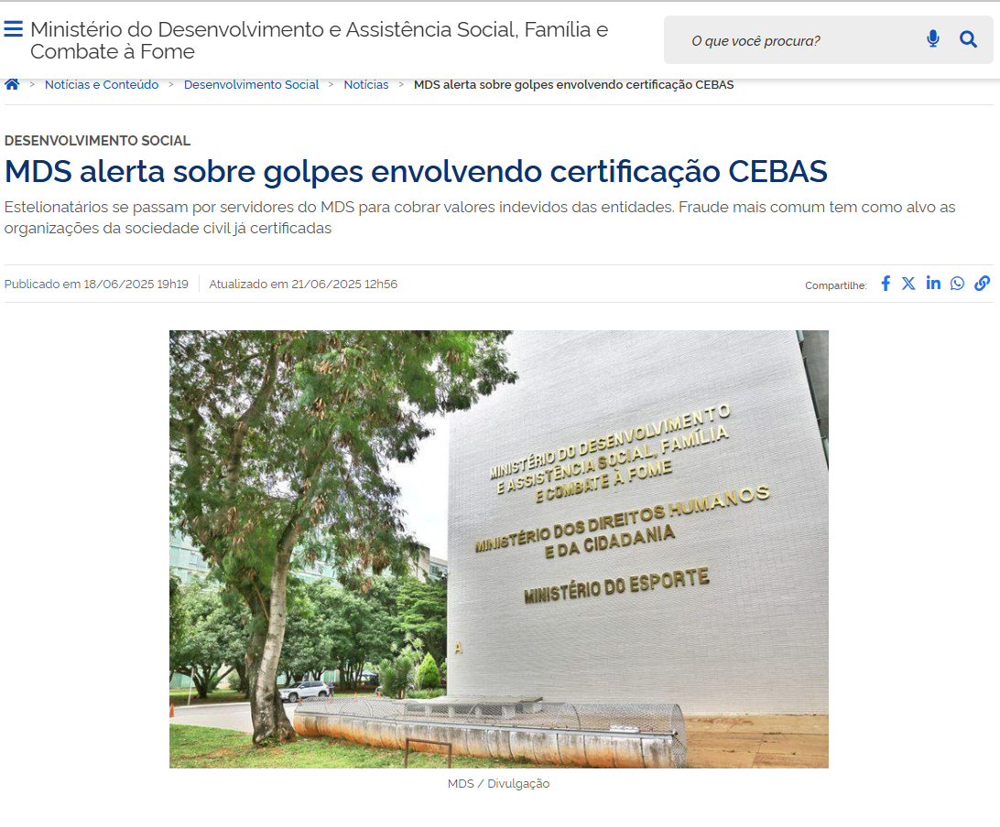 Ministério do Desenvolvimento e Assistência Social, Família e
Combate à Fome
O que você procura?
> Notícias e Conteúdo > Desenvolvimento Social > Notícias > MDS alerta sobre golpes envolvendo certificação CEBAS
DESENVOLVIMENTO SOCIAL
MDS alerta sobre golpes envolvendo certificação CEBAS
Estelionatários se passam por servidores do MDS para cobrar valores indevidos das entidades. Fraude mais comum tem como alvo as
organizações da sociedade civil já certificadas
Publicado em 18/06/2025 19h19 Atualizado em 21/06/2025 12h56
Compartilhe:
MINISTÉRIO DO DESENVOLVIMENTO
E ASSISTÊNCIA SOCIAL, FAMÍLIA
E COMBATE À FOME
MINISTÉRIO DOS DIREITOS HUMANOS
E DA CIDADANIA
MINISTÉRIO DO ESPORTE
A
MDS / Divulgação